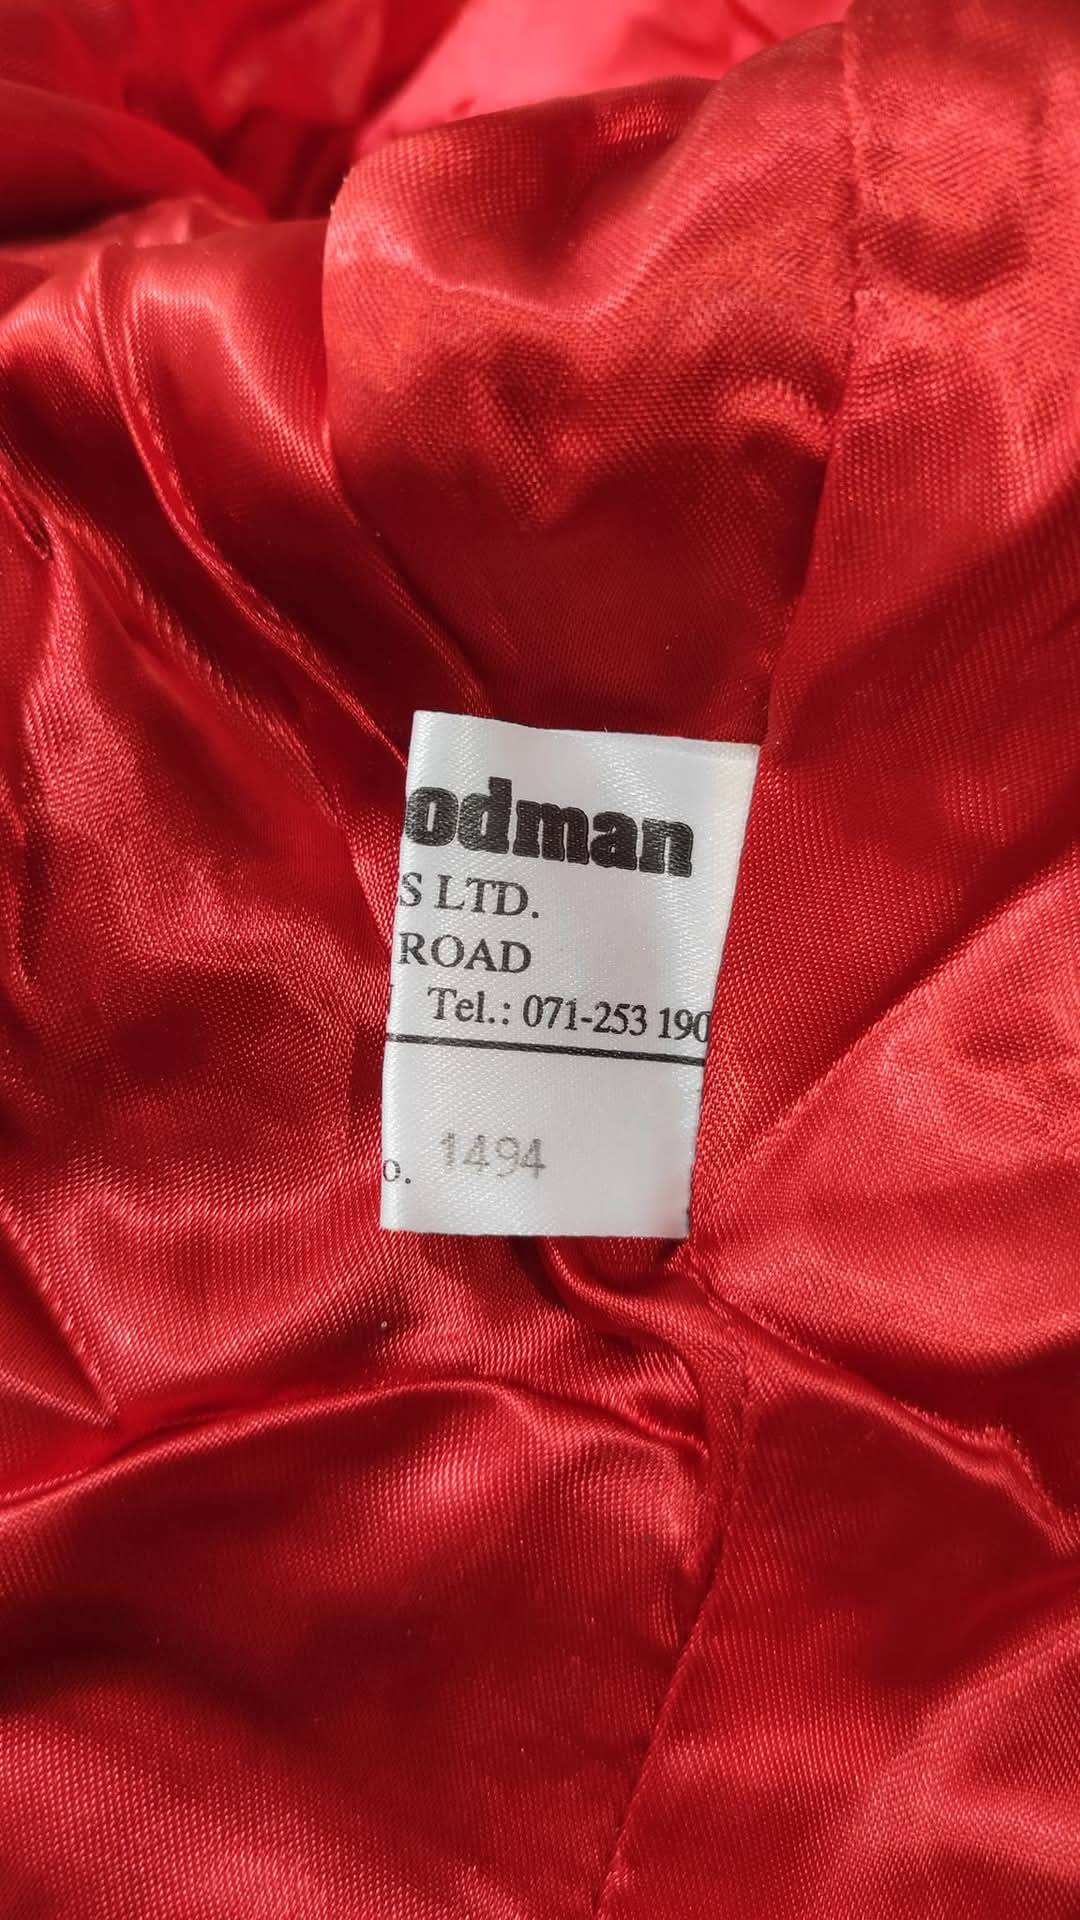 odman
S LTD.
ROAD
Tel.: 071-253 190
1494
o.